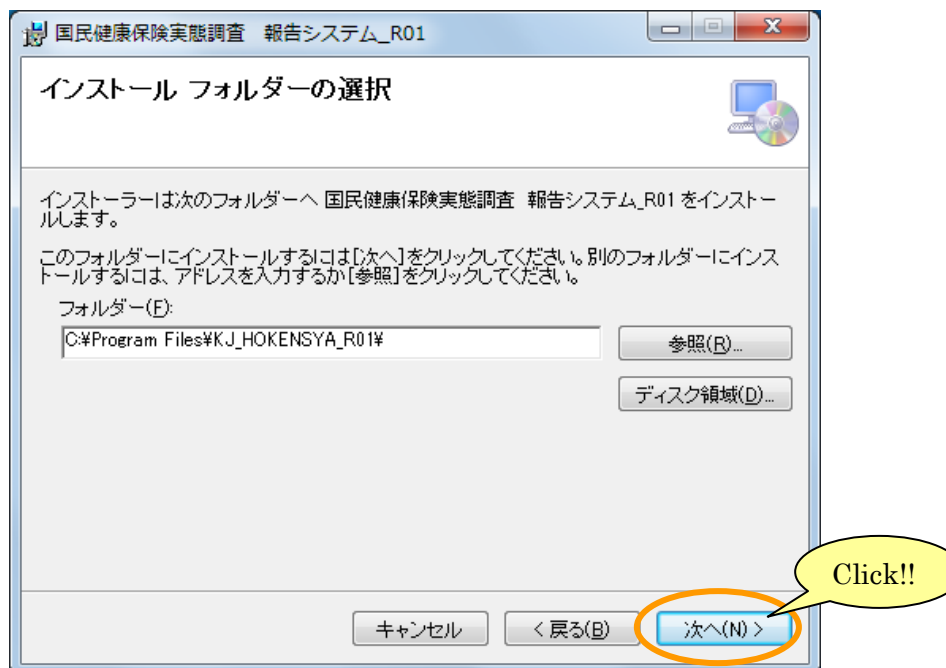 国民健康保険実態調査　報告システム_R01
インストール フォルダーの選択
インストーラーは次のフォルダーへ 国民健康保険実態調査　報告システム_R01 をインストー
ルします。
このフォルダーにインストールするには[次へ]をクリックしてください。別のフォルダーにインス
トールするには、アドレスを入力するか[参照]をクリックしてください。
フォルダー(F):
C:¥Program Files¥KJ_HOKENSYA_R01¥
参照(R)...
ディスク領域(D)...
Click!!
キャンセル
< 戻る(B)
次へ(N) >